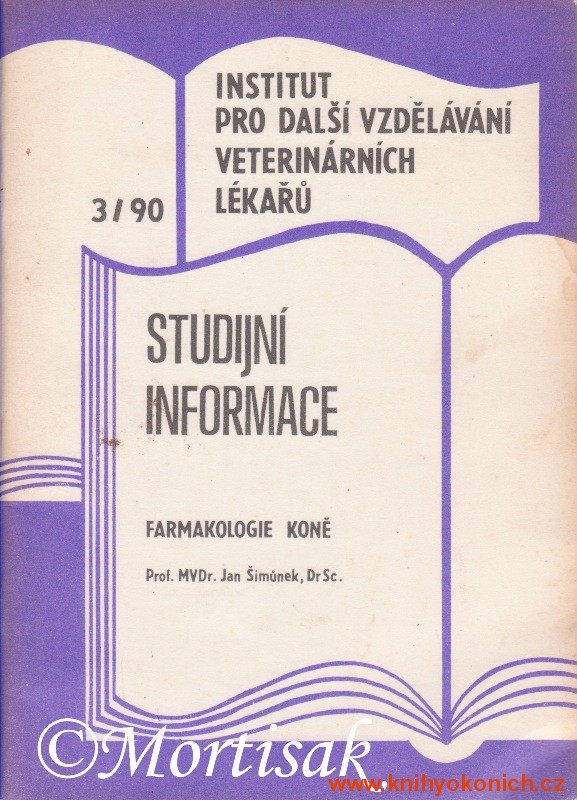 INSTITUT
PRO DALŠÍ VZDĚLÁVÁNÍ
VETERINÁRNÍCH
LÉKAŘŮ
3/90
STUDIJNÍ
INFORMACE
FARMAKOLOGIE KONĚ
Prof. MVDr. Jan Šimůnek, DrSc.
©Mortisak
www.knihyokonich.cz